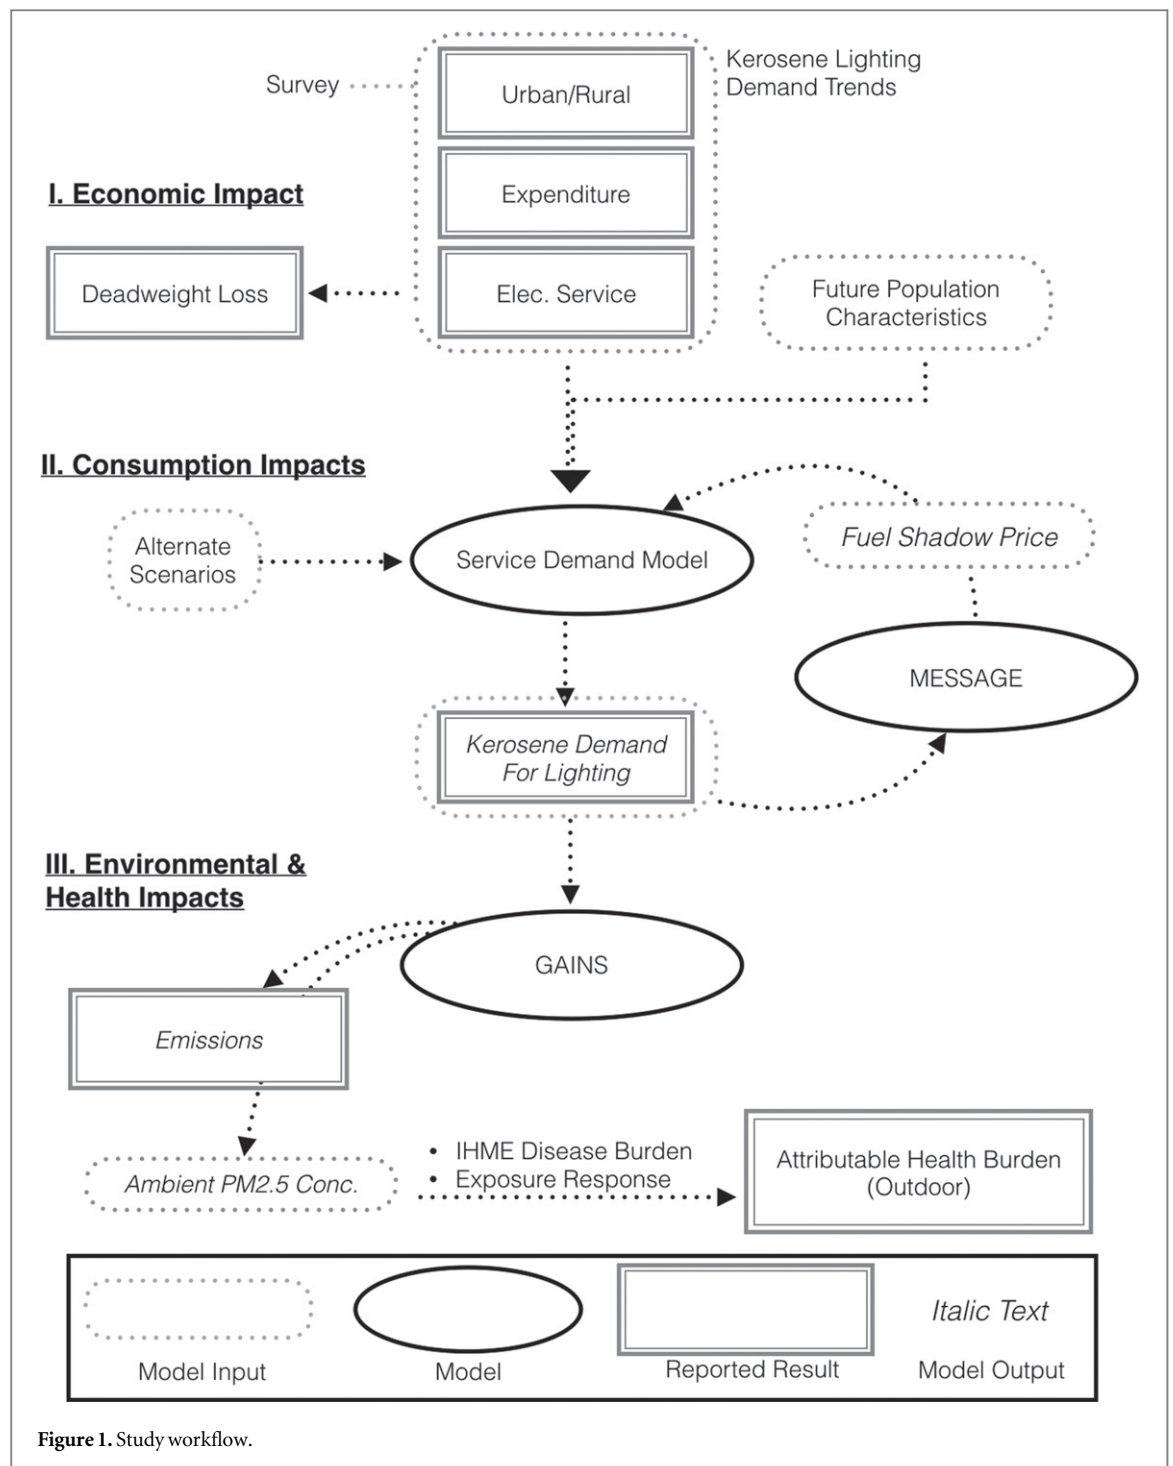 Survey
Urban/Rural
Kerosene Lighting
Demand Trends
Expenditure
I. Economic Impact
Deadweight Loss
Elec. Service
Future Population
Characteristics
II. Consumption Impacts
Alternate
Scenarios
Service Demand Model
Fuel Shadow Price
MESSAGE
Kerosene Demand
For Lighting
III. Environmental &
Health Impacts
GAINS
Emissions
Ambient PM2.5 Conc.
• IHME Disease Burden
• Exposure Response
Attributable Health Burden
(Outdoor)
Model Input
Model
Reported Result
Italic Text
Model Output
Figure 1. Study workflow.